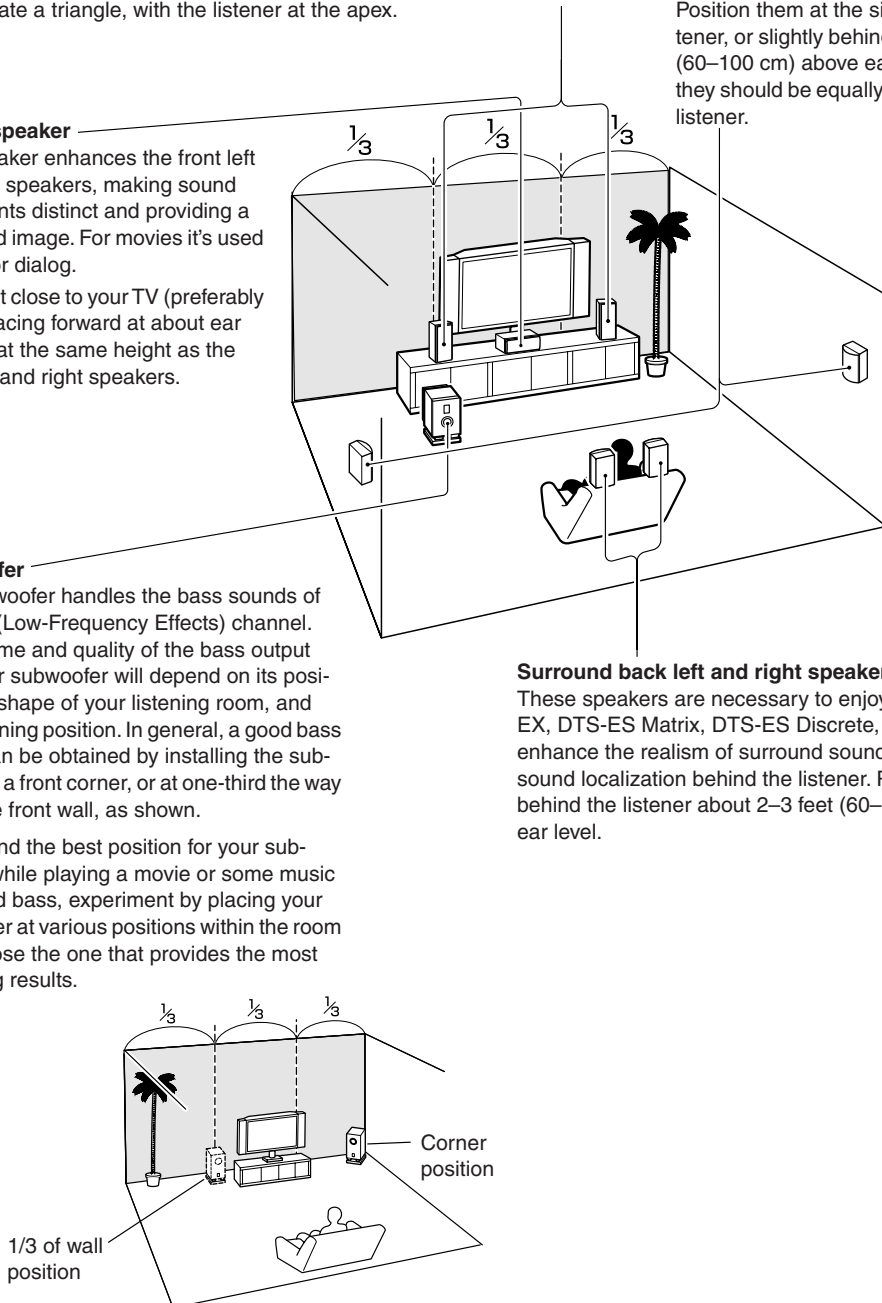 ate a triangle, with the listener at the apex.
Position them at the si
tener, or slightly behin
(60–100 cm) above ea
they should be equally
listener.
speaker
aker enhances the front left
speakers, making sound
nts distinct and providing a
d image. For movies it's used
or dialog.
t close to your TV (preferably
acing forward at about ear
at the same height as the
and right speakers.
1/3
1/3
1/3
fer
woofer handles the bass sounds of
(Low-Frequency Effects) channel.
me and quality of the bass output
r subwoofer will depend on its posi-
shape of your listening room, and
ning position. In general, a good bass
an be obtained by installing the sub-
a front corner, or at one-third the way
e front wall, as shown.
nd the best position for your sub-
while playing a movie or some music
d bass, experiment by placing your
er at various positions within the room
ose the one that provides the most
g results.
Surround back left and right speaker
These speakers are necessary to enjoy
EX, DTS-ES Matrix, DTS-ES Discrete,
enhance the realism of surround sound
sound localization behind the listener. P
behind the listener about 2–3 feet (60–
ear level.
1/3
1/3
1/3
Corner
position
1/3 of wall
position